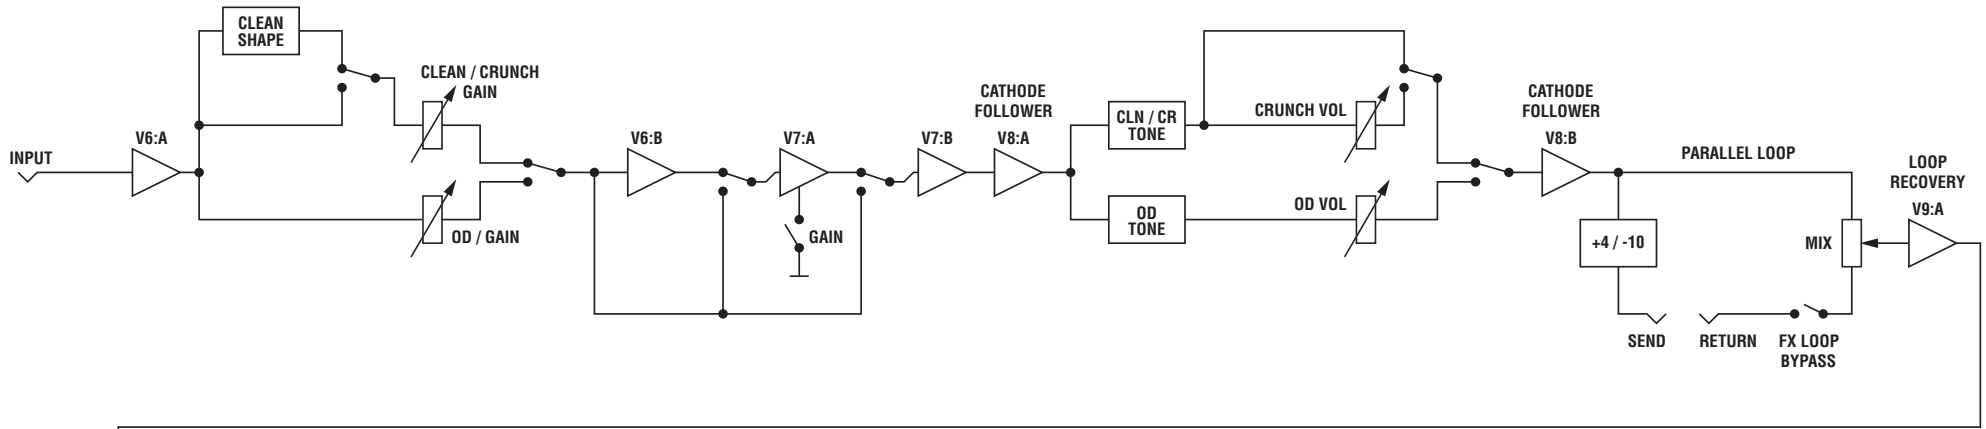 INPUT
V6:A
CLEAN
SHAPE
CLEAN / CRUNCH
GAIN
OD / GAIN
V6:B
V7:A
GAIN
V7:B
CATHODE
FOLLOWER
V8:A
CLN / CR
TONE
OD
TONE
CRUNCH VOL
OD VOL
CATHODE
FOLLOWER
V8:B
PARALLEL LOOP
+4 / -10
SEND
RETURN
FX LOOP
BYPASS
MIX
LOOP
RECOVERY
V9:A